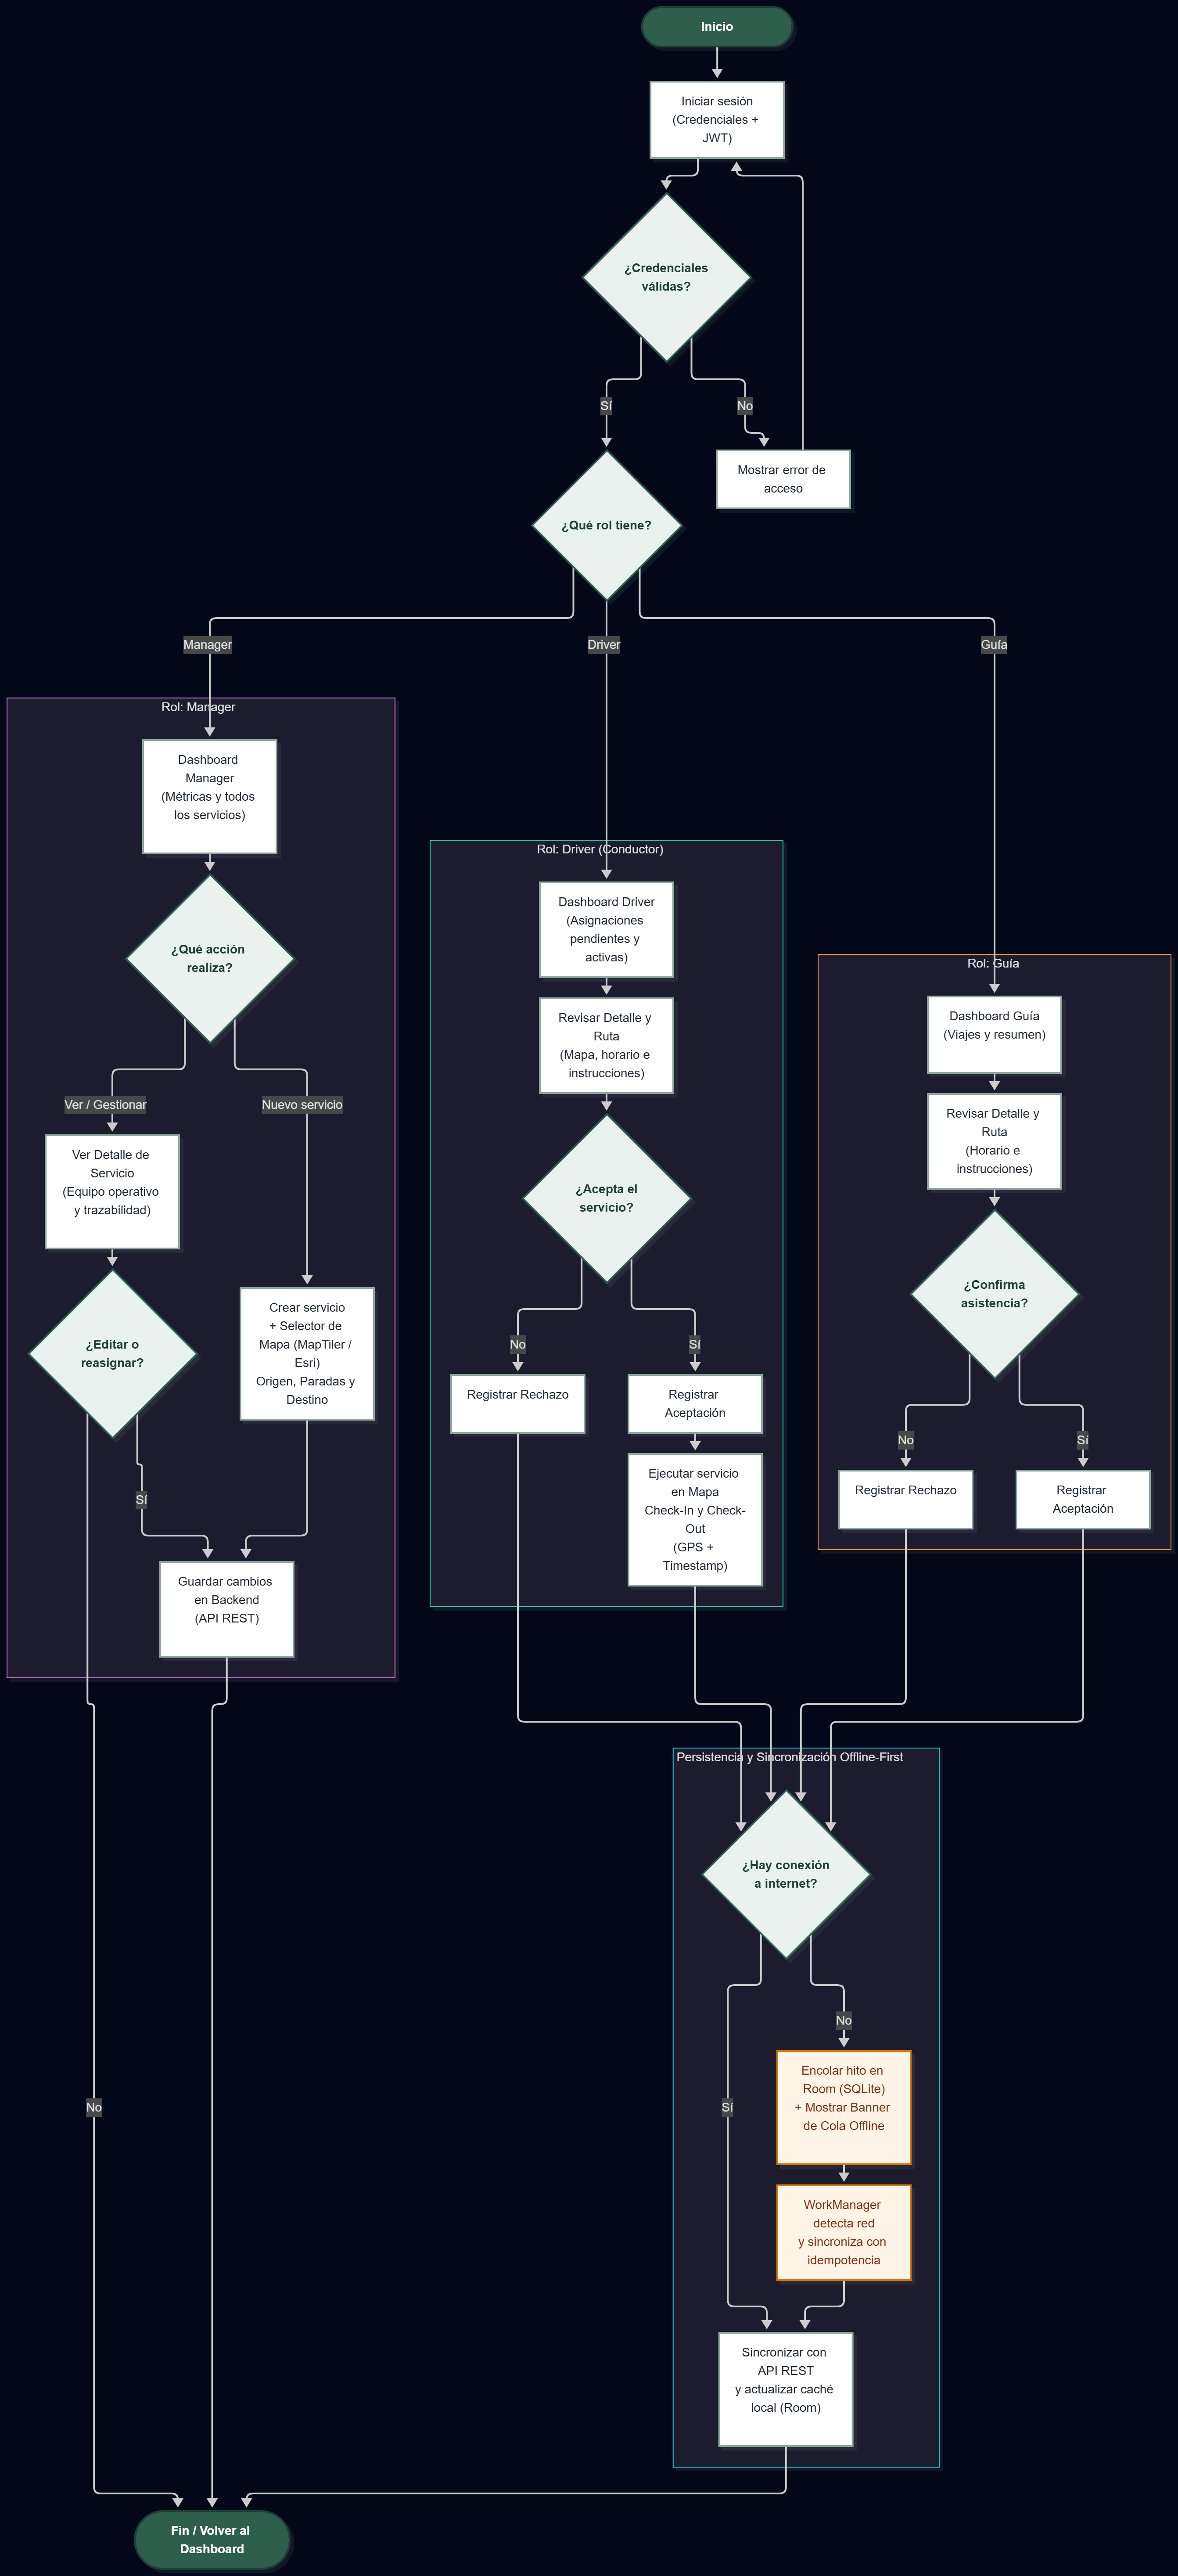 Inicio
Iniciar sesión
(Credenciales +
JWT)
¿Credenciales
válidas?
Sí
No
Mostrar error de
acceso
¿Qué rol tiene?
Manager
Driver
Guía
Rol: Manager
Dashboard
Manager
(Métricas y todos
los servicios)
¿Qué acción
realiza?
Ver / Gestionar
Nuevo servicio
Ver Detalle de
Servicio
(Equipo operativo
y trazabilidad)
¿Editar o
reasignar?
Crear servicio
+ Selector de
Mapa (MapTiler /
Esri)
Origen, Paradas y
Destino
Sí
Guardar cambios
en Backend
(API REST)
No
Rol: Driver (Conductor)
Dashboard Driver
(Asignaciones
pendientes y
activas)
Revisar Detalle y
Ruta
(Mapa, horario e
instrucciones)
¿Acepta el
servicio?
No
Sí
Registrar Rechazo
Registrar
Aceptación
Ejecutar servicio
en Mapa
Check-In y Check-
Out
(GPS +
Timestamp)
Rol: Guía
Dashboard Guía
(Viajes y resumen)
Revisar Detalle y
Ruta
(Horario e
instrucciones)
¿Confirma
asistencia?
No
Sí
Registrar Rechazo
Registrar
Aceptación
Persistencia y Sincronización Offline-First
¿Hay conexión
a internet?
No
Sí
Encolar hito en
Room (SQLite)
+ Mostrar Banner
de Cola Offline
WorkManager
detecta red
y sincroniza con
idempotencia
Sincronizar con
API REST
y actualizar caché
local (Room)
Fin / Volver al
Dashboard